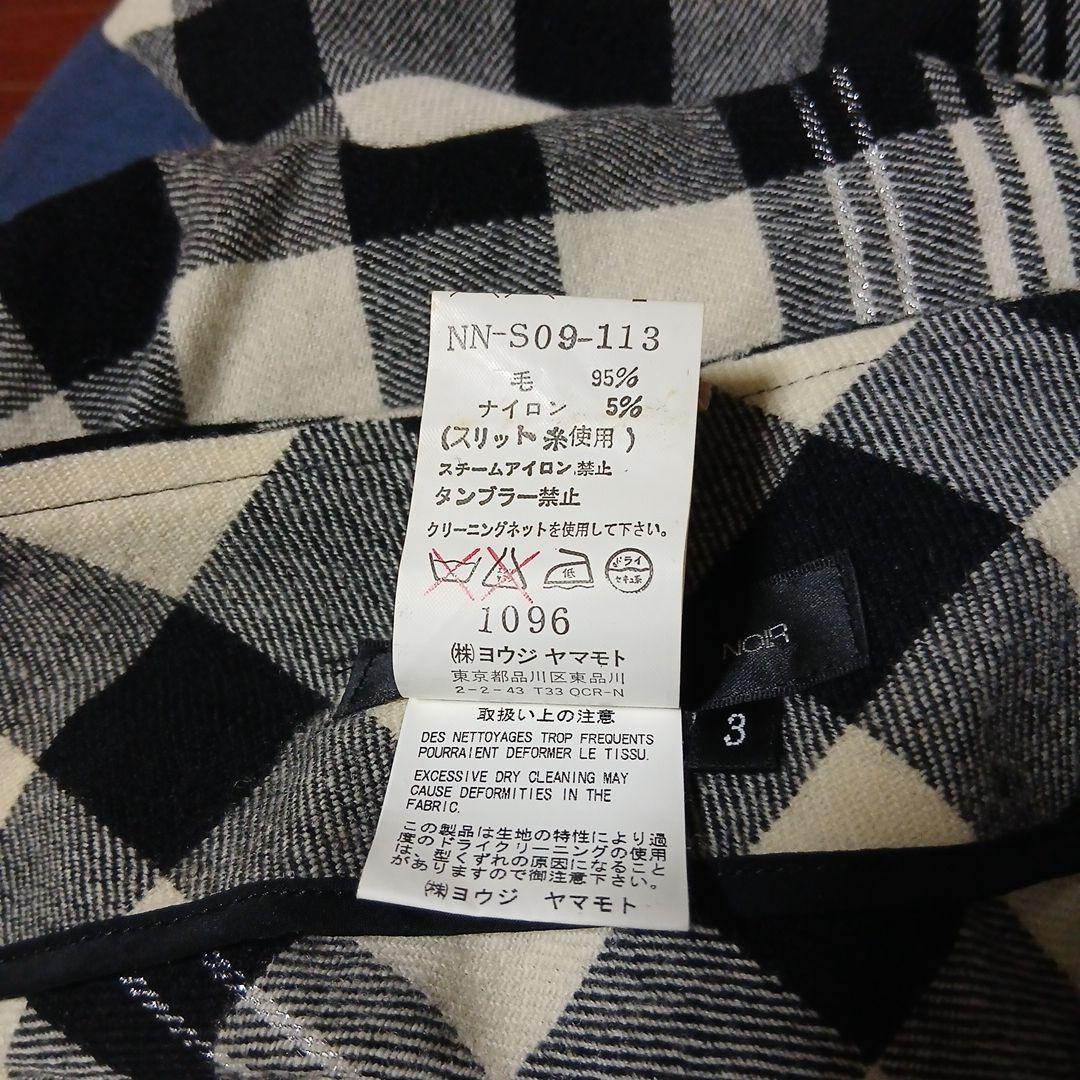 NN-S09-113
毛 95%
ナイロン 5%
(スリット糸使用)
スチームアイロン禁止
タンブラー禁止
クリーニングネットを使用して下さい。
低
ドライ
セキユ系
1096
㈱ヨウジ ヤマモト
東京都品川区東品川
2-2-43 T33 QCR-N
取扱い上の注意
DES NETTOYAGES TROP FREQUENTS
POURRAIENT DEFORMER LE TISSU.
EXCESSIVE DRY CLEANING MAY
CAUSE DEFORMITIES IN THE
FABRIC.
この製品は生地の特性により過
度のドライクリーニングの使用
は、型くずれの原因になること
がありますので御注意下さい。
㈱ヨウジ ヤマモト
NOIR
3